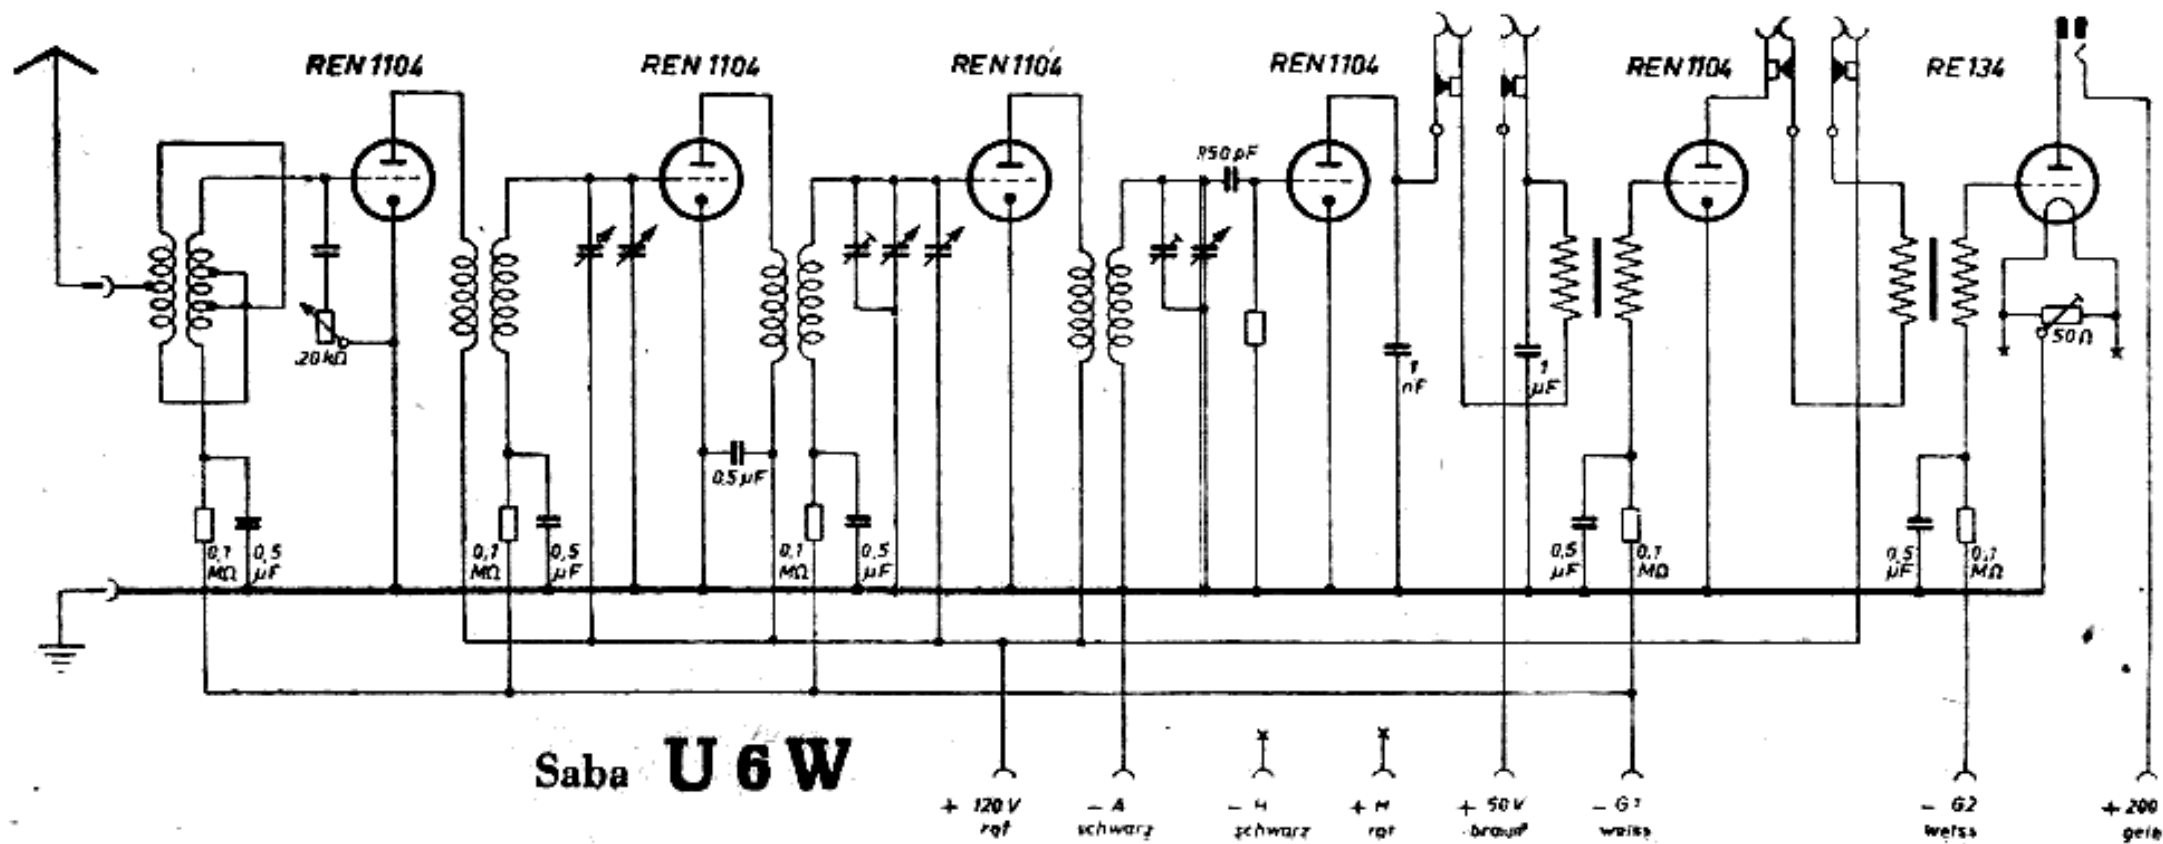 REN 1104
REN 1104
REN 1104
REN 1104
REN 1104
RE 134
20 kΩ
0,1
MΩ
0,5
µF
0,1
MΩ
0,5
µF
0,5 µF
0,1
MΩ
0,5
µF
1
nF
1
µF
0,5
µF
0,1
MΩ
0,5
µF
0,1
MΩ
50 Ω
Saba U 6 W
+ 120 V
rot
– A
schwarz
– H
schwarz
+ H
rot
+ 50 V
braun
– G1
weiss
– G2
weiss
+ 200
gelb